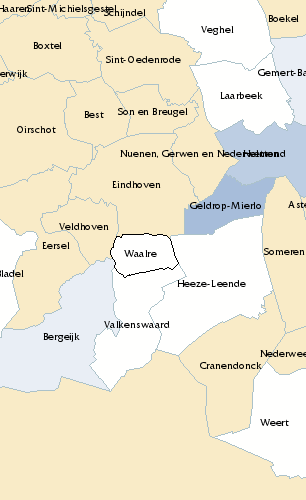 Haaren
Sint-Michielsgestel
Schijndel
Boekel
Veghel
Boxtel
Sint-Oedenrode
erwijk
Gemert-Ba
Laarbeek
Best
Son en Breugel
Oirschot
Nuenen, Gerwen en Nederwetten
Helmond
Eindhoven
Geldrop-Mierlo
Aste
Veldhoven
Eersel
Waalre
Someren
Bladel
Heeze-Leende
Valkenswaard
Bergeijk
Nederwee
Cranendonck
Weert